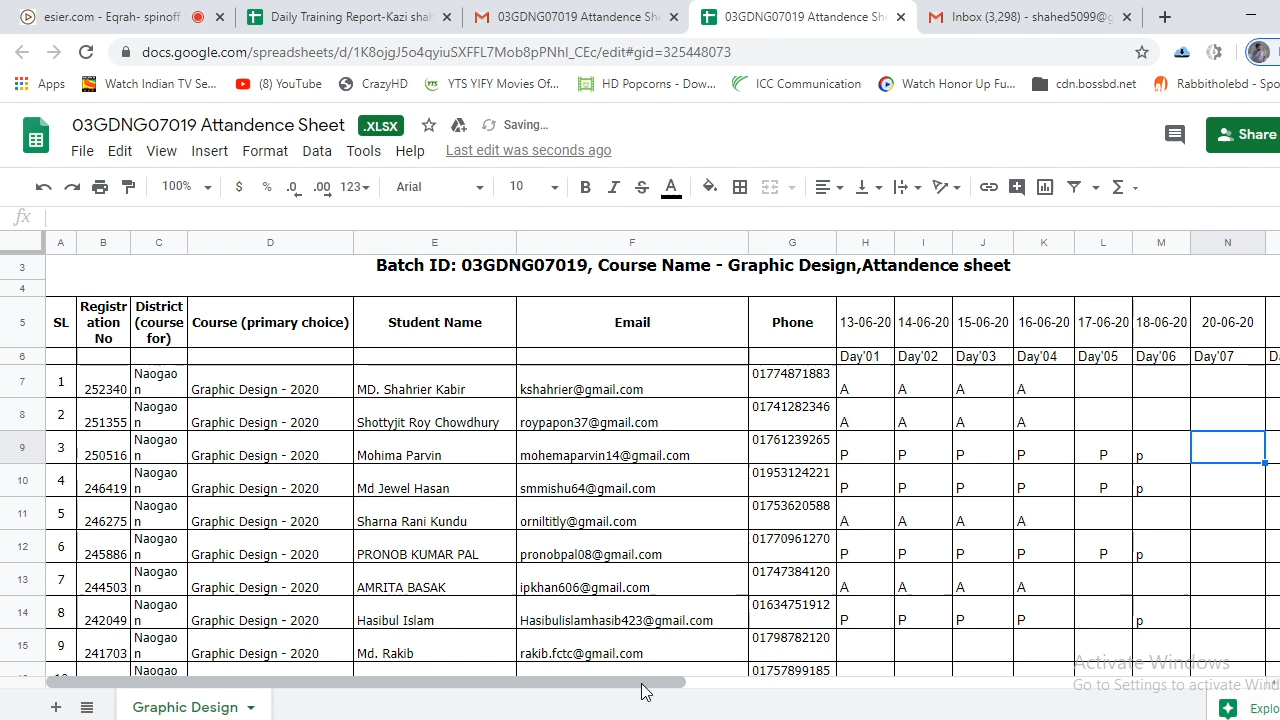 esier.com - Eqrah- spinoff
Daily Training Report-Kazi shah
03GDNG07019 Attandence Sh
03GDNG07019 Attandence Sh
Inbox (3,298) - shahed5099@g
docs.google.com/spreadsheets/d/1K8ojgJ5o4qyiuSXFFL7Mob8pPNhI_CEc/edit#gid=325448073
Apps Watch Indian TV Se... (8) YouTube CrazyHD YTS YIFY Movies Of... HD Popcorns - Dow... ICC Communication Watch Honor Up Fu... cdn.bossbd.net Rabbitholebd - Spo
03GDNG07019 Attandence Sheet .XLSX Saving...
Share
File Edit View Insert Format Data Tools Help Last edit was seconds ago
100% $ % .0 .00 123 Arial 10 B I S A Σ
fx
A B C D E F G H I J K L M N
3 Batch ID: 03GDNG07019, Course Name - Graphic Design,Attandence sheet
4
5 SL Registration No District (course for) Course (primary choice) Student Name Email Phone 13-06-20 14-06-20 15-06-20 16-06-20 17-06-20 18-06-20 20-06-20
6 Day'01 Day'02 Day'03 Day'04 Day'05 Day'06 Day'07 D
7 1 252340 Naogaon Graphic Design - 2020 MD. Shahrier Kabir kshahrier@gmail.com 01774871883 A A A A
8 2 251355 Naogaon Graphic Design - 2020 Shottyjit Roy Chowdhury roypapon37@gmail.com 01741282346 A A A A
9 3 250516 Naogaon Graphic Design - 2020 Mohima Parvin mohemaparvin14@gmail.com 01761239265 P P P P P p
10 4 246419 Naogaon Graphic Design - 2020 Md Jewel Hasan smmishu64@gmail.com 01953124221 P P P P P p
11 5 246275 Naogaon Graphic Design - 2020 Sharna Rani Kundu orniltitly@gmail.com 01753620588 A A A A
12 6 245886 Naogaon Graphic Design - 2020 PRONOB KUMAR PAL pronobpal08@gmail.com 01770961270 P P P P P p
13 7 244503 Naogaon Graphic Design - 2020 AMRITA BASAK ipkhan606@gmail.com 01747384120 A A A A
14 8 242049 Naogaon Graphic Design - 2020 Hasibul Islam Hasibulislamhasib423@gmail.com 01634751912 P P P P p
15 9 241703 Naogaon Graphic Design - 2020 Md. Rakib rakib.fctc@gmail.com 01798782120
Naogao 01757899185
Activate Windows
Go to Settings to activate Wind
Graphic Design
Explo